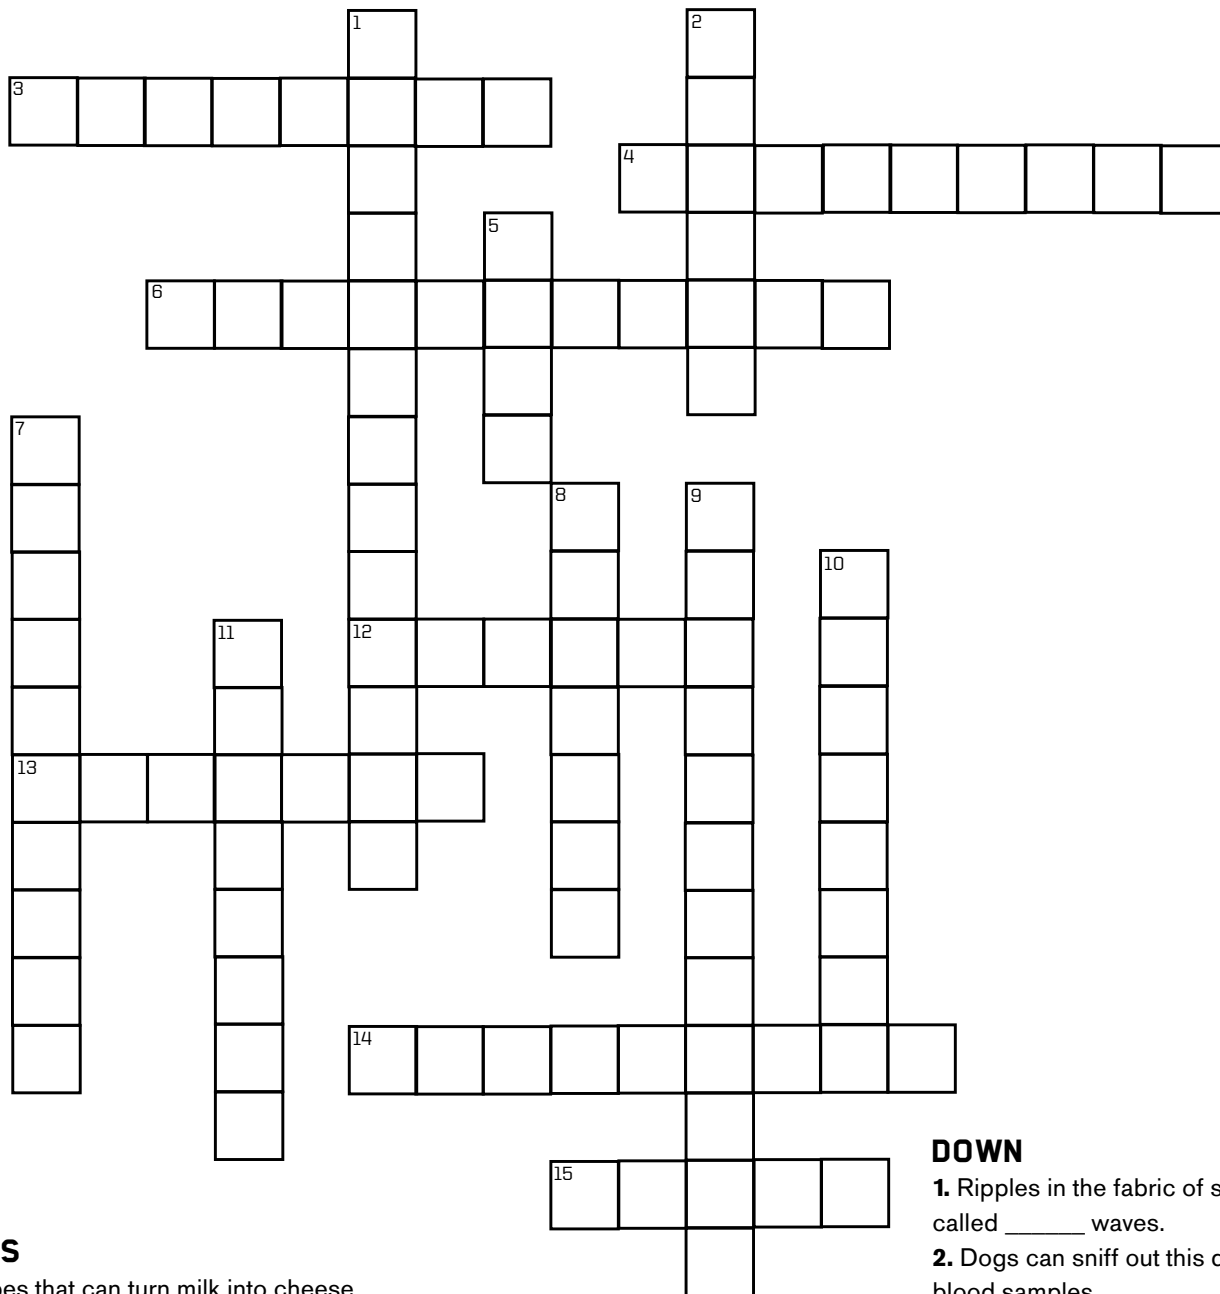 1
2
3
4
5
6
7
8
9
10
11
12
13
14
15
DOWN
1. Ripples in the fabric of
called ______ waves.
2. Dogs can sniff out this
blood samples
that can turn milk into cheese